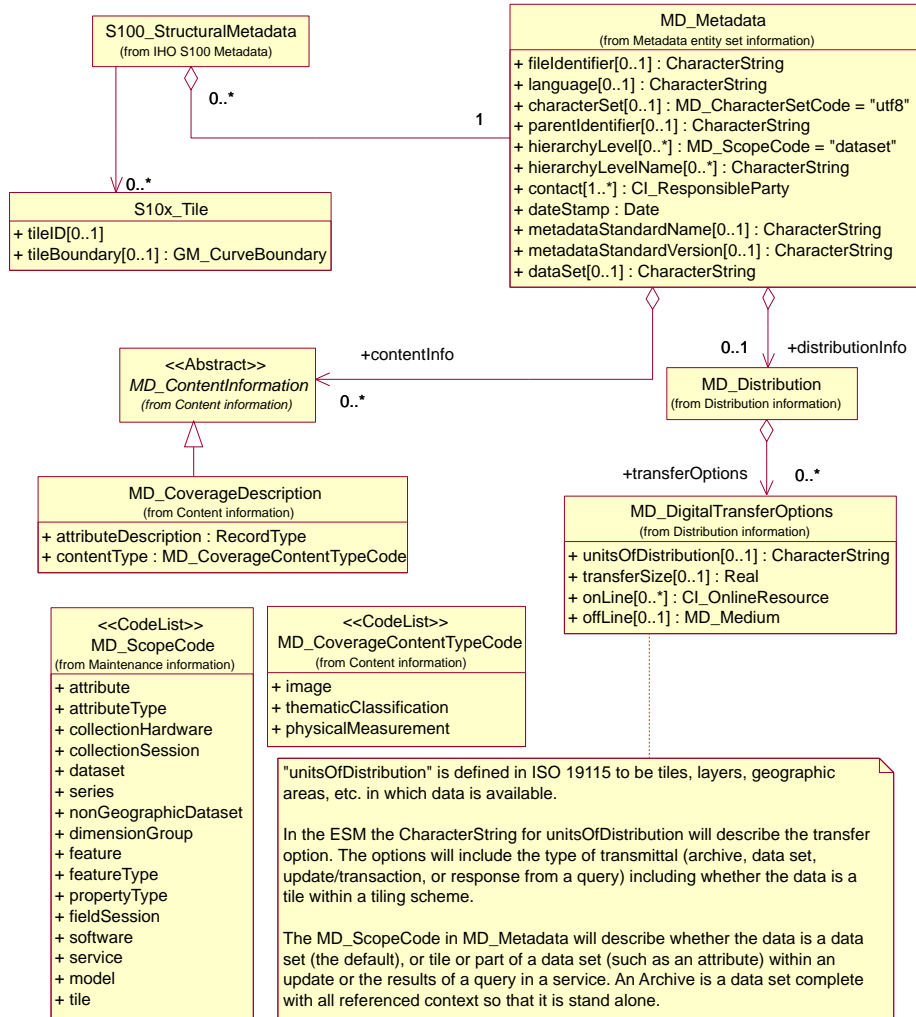 S100_StructuralMetadata
(from IHO S100 Metadata)
0..*
1
0..*
MD_Metadata
(from Metadata entity set information)
+ fileIdentifier[0..1] : CharacterString
+ language[0..1] : CharacterString
+ characterSet[0..1] : MD_CharacterSetCode = "utf8"
+ parentIdentifier[0..1] : CharacterString
+ hierarchyLevel[0..*] : MD_ScopeCode = "dataset"
+ hierarchyLevelName[0..*] : CharacterString
+ contact[1..*] : CI_ResponsibleParty
+ dateStamp : Date
+ metadataStandardName[0..1] : CharacterString
+ metadataStandardVersion[0..1] : CharacterString
+ dataSet[0..1] : CharacterString
S10x_Tile
+ tileID[0..1]
+ tileBoundary[0..1] : GM_CurveBoundary
+contentInfo
0..*
0..1
+distributionInfo
<<Abstract>>
MD_ContentInformation
(from Content information)
MD_Distribution
(from Distribution information)
+transferOptions
0..*
MD_CoverageDescription
(from Content information)
+ attributeDescription : RecordType
+ contentType : MD_CoverageContentTypeCode
MD_DigitalTransferOptions
(from Distribution information)
+ unitsOfDistribution[0..1] : CharacterString
+ transferSize[0..1] : Real
+ onLine[0..*] : CI_OnlineResource
+ offLine[0..1] : MD_Medium
<<CodeList>>
MD_ScopeCode
(from Maintenance information)
+ attribute
+ attributeType
+ collectionHardware
+ collectionSession
+ dataset
+ series
+ nonGeographicDataset
+ dimensionGroup
+ feature
+ featureType
+ propertyType
+ fieldSession
+ software
+ service
+ model
+ tile
<<CodeList>>
MD_CoverageContentTypeCode
(from Content information)
+ image
+ thematicClassification
+ physicalMeasurement
"unitsOfDistribution" is defined in ISO 19115 to be tiles, layers, geographic
areas, etc. in which data is available.
In the ESM the CharacterString for unitsOfDistribution will describe the transfer
option. The options will include the type of transmittal (archive, data set,
update/transaction, or response from a query) including whether the data is a
tile within a tiling scheme.
The MD_ScopeCode in MD_Metadata will describe whether the data is a data
set (the default), or tile or part of a data set (such as an attribute) within an
update or the results of a query in a service. An Archive is a data set complete
with all referenced context so that it is stand alone.